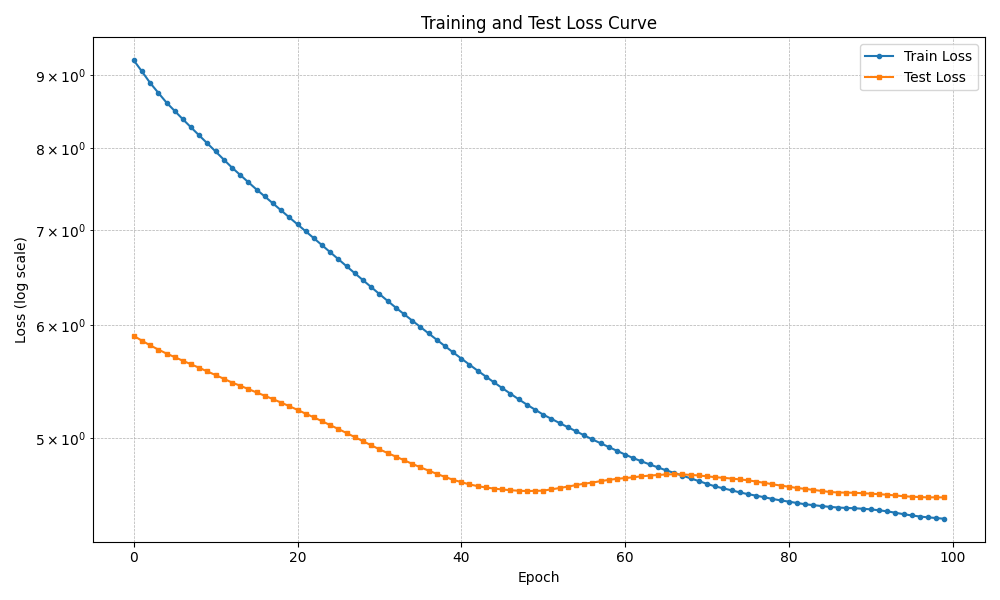 Training and Test Loss Curve
Train Loss
Test Loss
9 × 10⁰
8 × 10⁰
7 × 10⁰
6 × 10⁰
5 × 10⁰
Loss (log scale)
0 20 40 60 80 100
Epoch